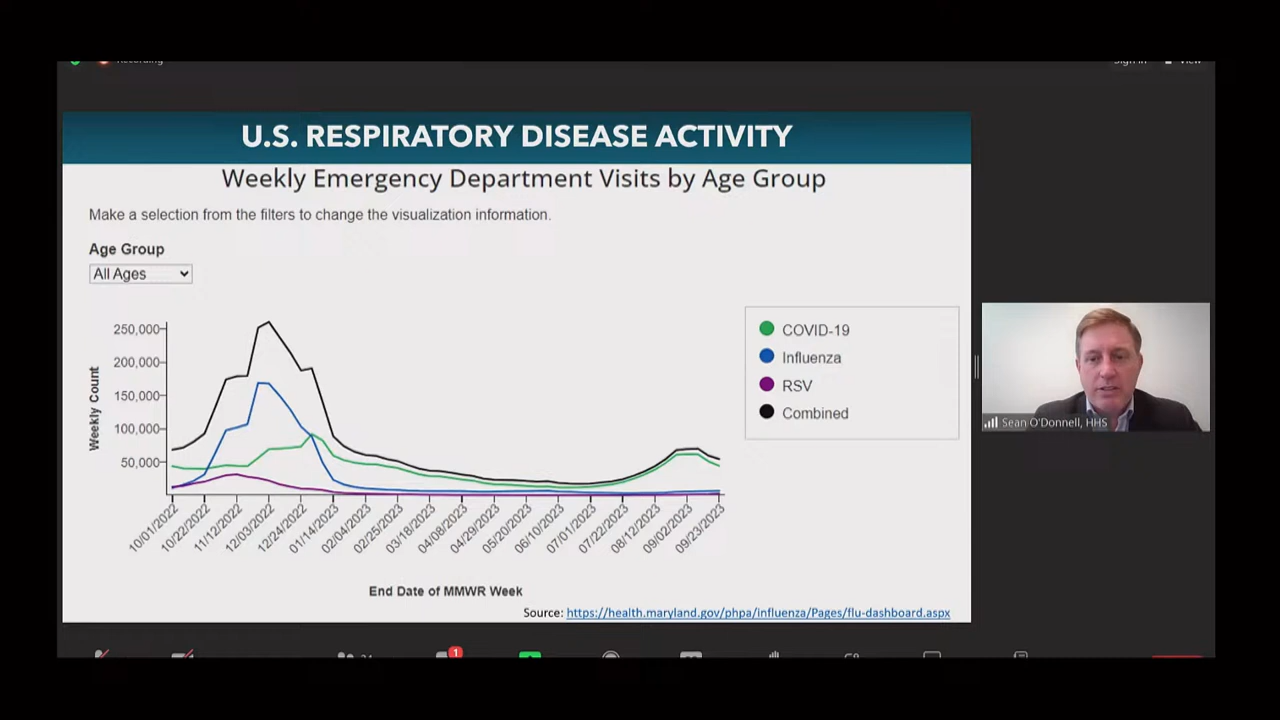 Recording
Sign in
View
U.S. RESPIRATORY DISEASE ACTIVITY
Weekly Emergency Department Visits by Age Group
Make a selection from the filters to change the visualization information.
Age Group
All Ages
250,000
200,000
150,000
100,000
50,000
Weekly Count
COVID-19
Influenza
RSV
Combined
10/01/2022
10/22/2022
11/12/2022
12/03/2022
12/24/2022
01/14/2023
02/04/2023
02/25/2023
03/18/2023
04/08/2023
04/29/2023
05/20/2023
06/10/2023
07/01/2023
07/22/2023
08/12/2023
09/02/2023
09/23/2023
End Date of MMWR Week
Source: https://health.maryland.gov/phpa/influenza/Pages/flu-dashboard.aspx
Sean O'Donnell, HHS
1